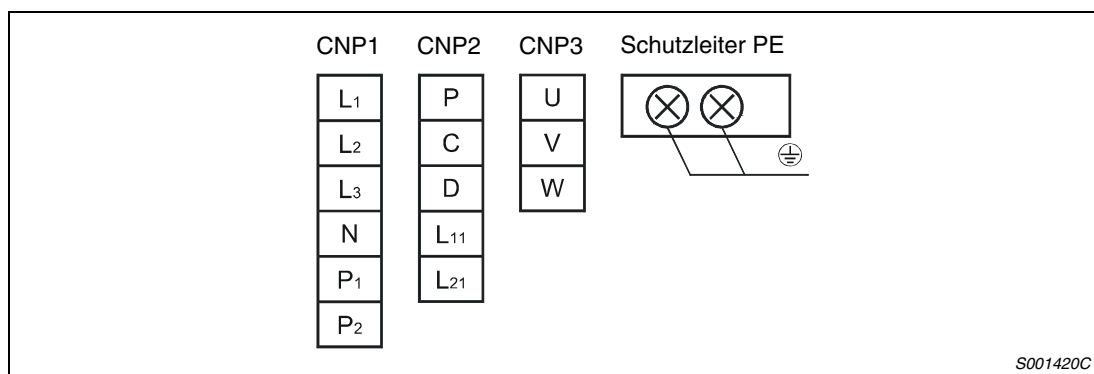 CNP1 CNP2 CNP3 Schutzleiter PE
L1 P U
L2 C V
L3 D W
N L11
P1 L21
P2
S001420C